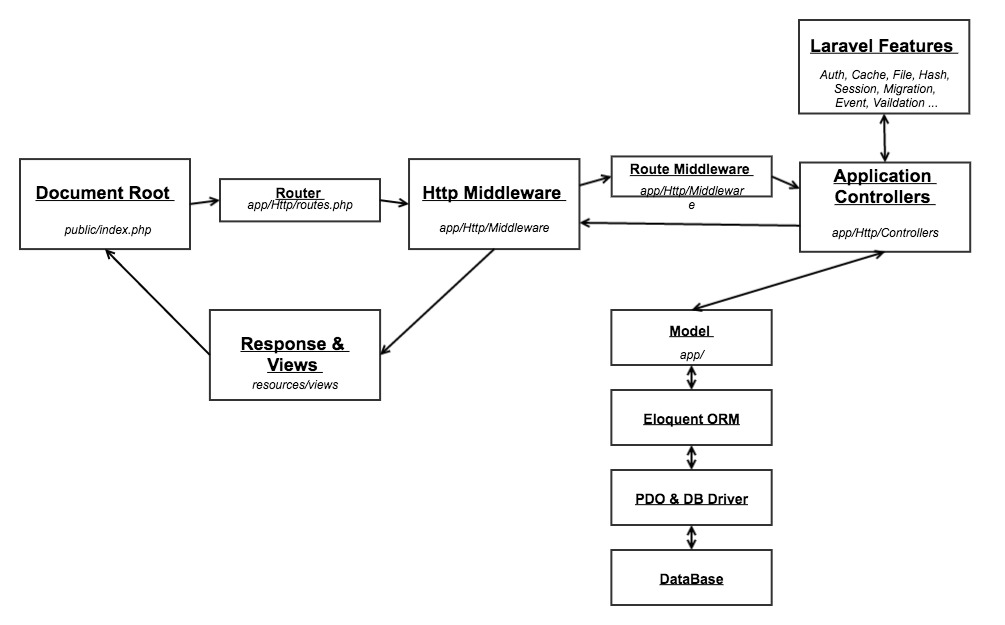 Laravel Features
Auth, Cache, File, Hash,
Session, Migration,
Event, Vaildation ...
Document Root
public/index.php
Router
app/Http/routes.php
Http Middleware
app/Http/Middleware
Route Middleware
app/Http/Middlewar
e
Application
Controllers
app/Http/Controllers
Response &
Views
resources/views
Model
app/
Eloquent ORM
PDO & DB Driver
DataBase